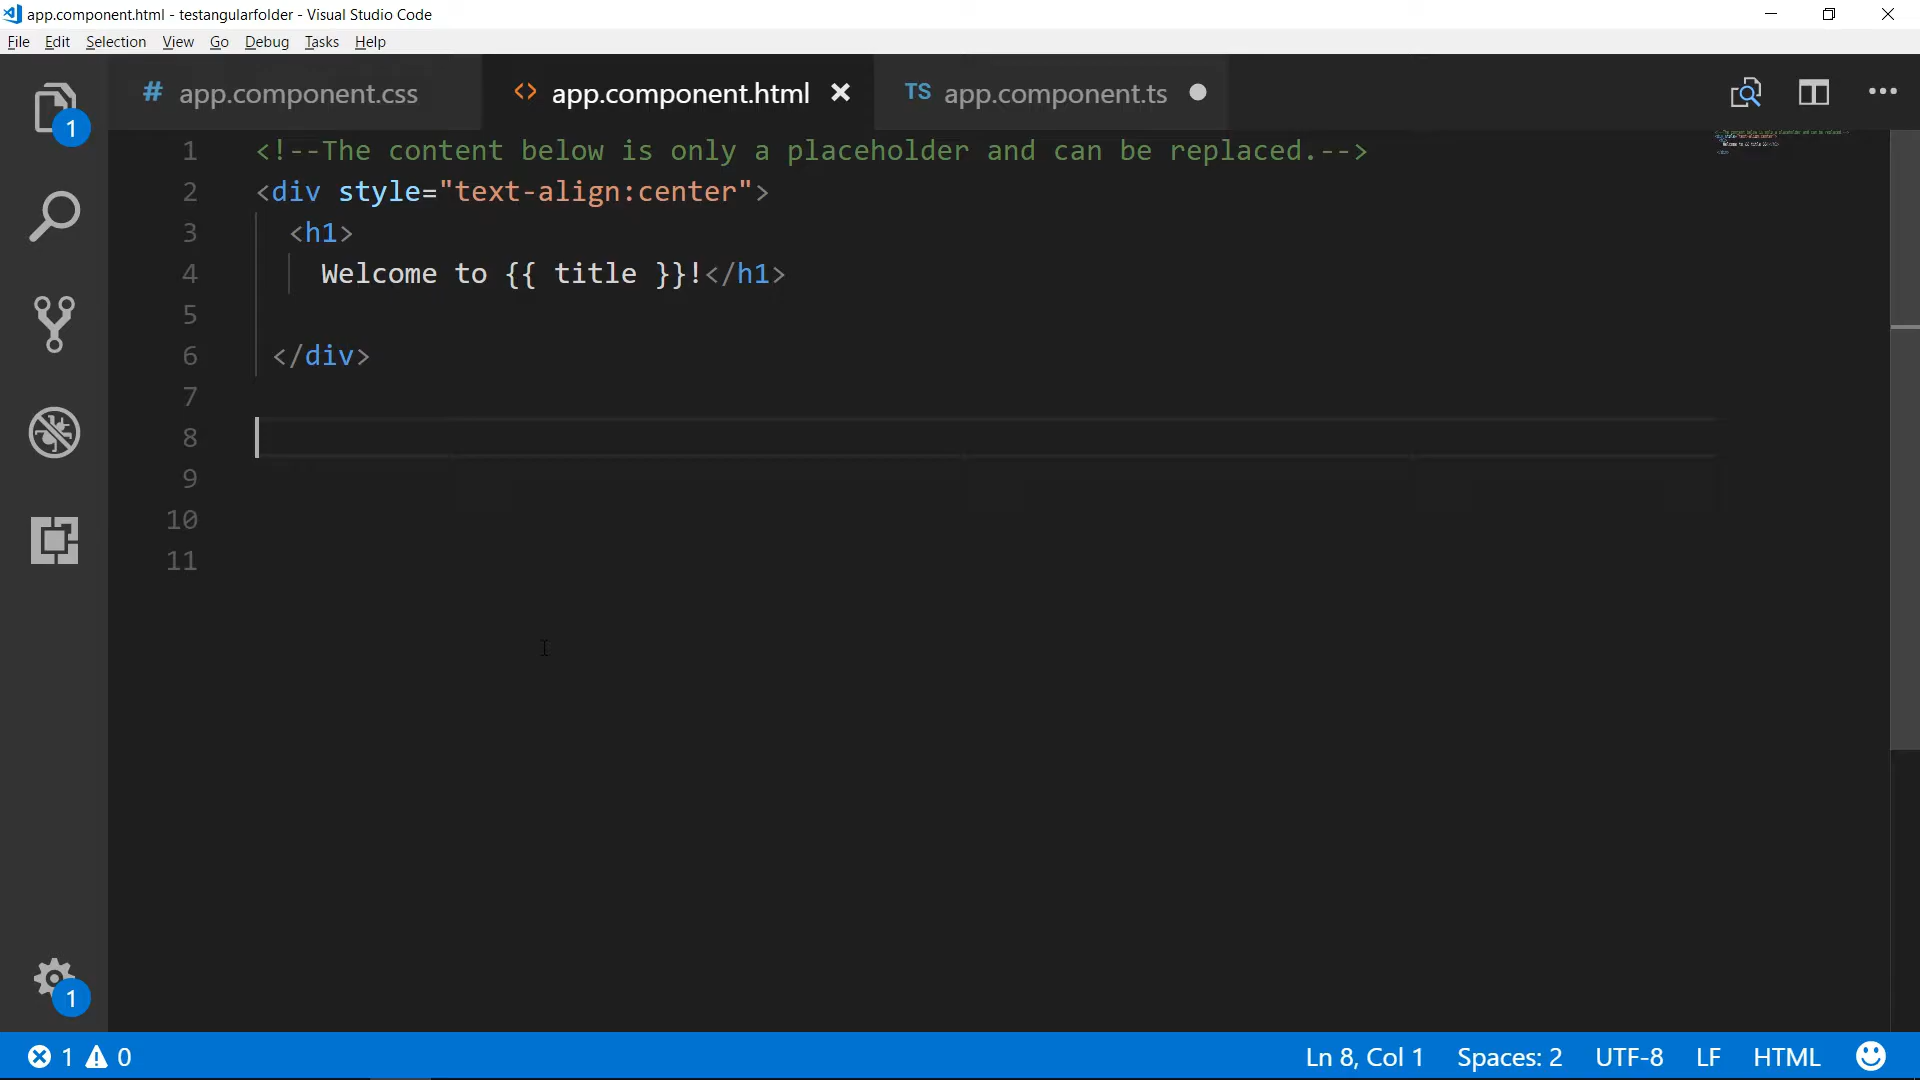 app.component.html - testangularfolder - Visual Studio Code
File Edit Selection View Go Debug Tasks Help
# app.component.css <> app.component.html TS app.component.ts
1 <!--The content below is only a placeholder and can be replaced.-->
2 <div style="text-align:center">
3 <h1>
4 Welcome to {{ title }}!</h1>
5
6 </div>
7
8
9
10
11
1
1
1 0 Ln 8, Col 1 Spaces: 2 UTF-8 LF HTML